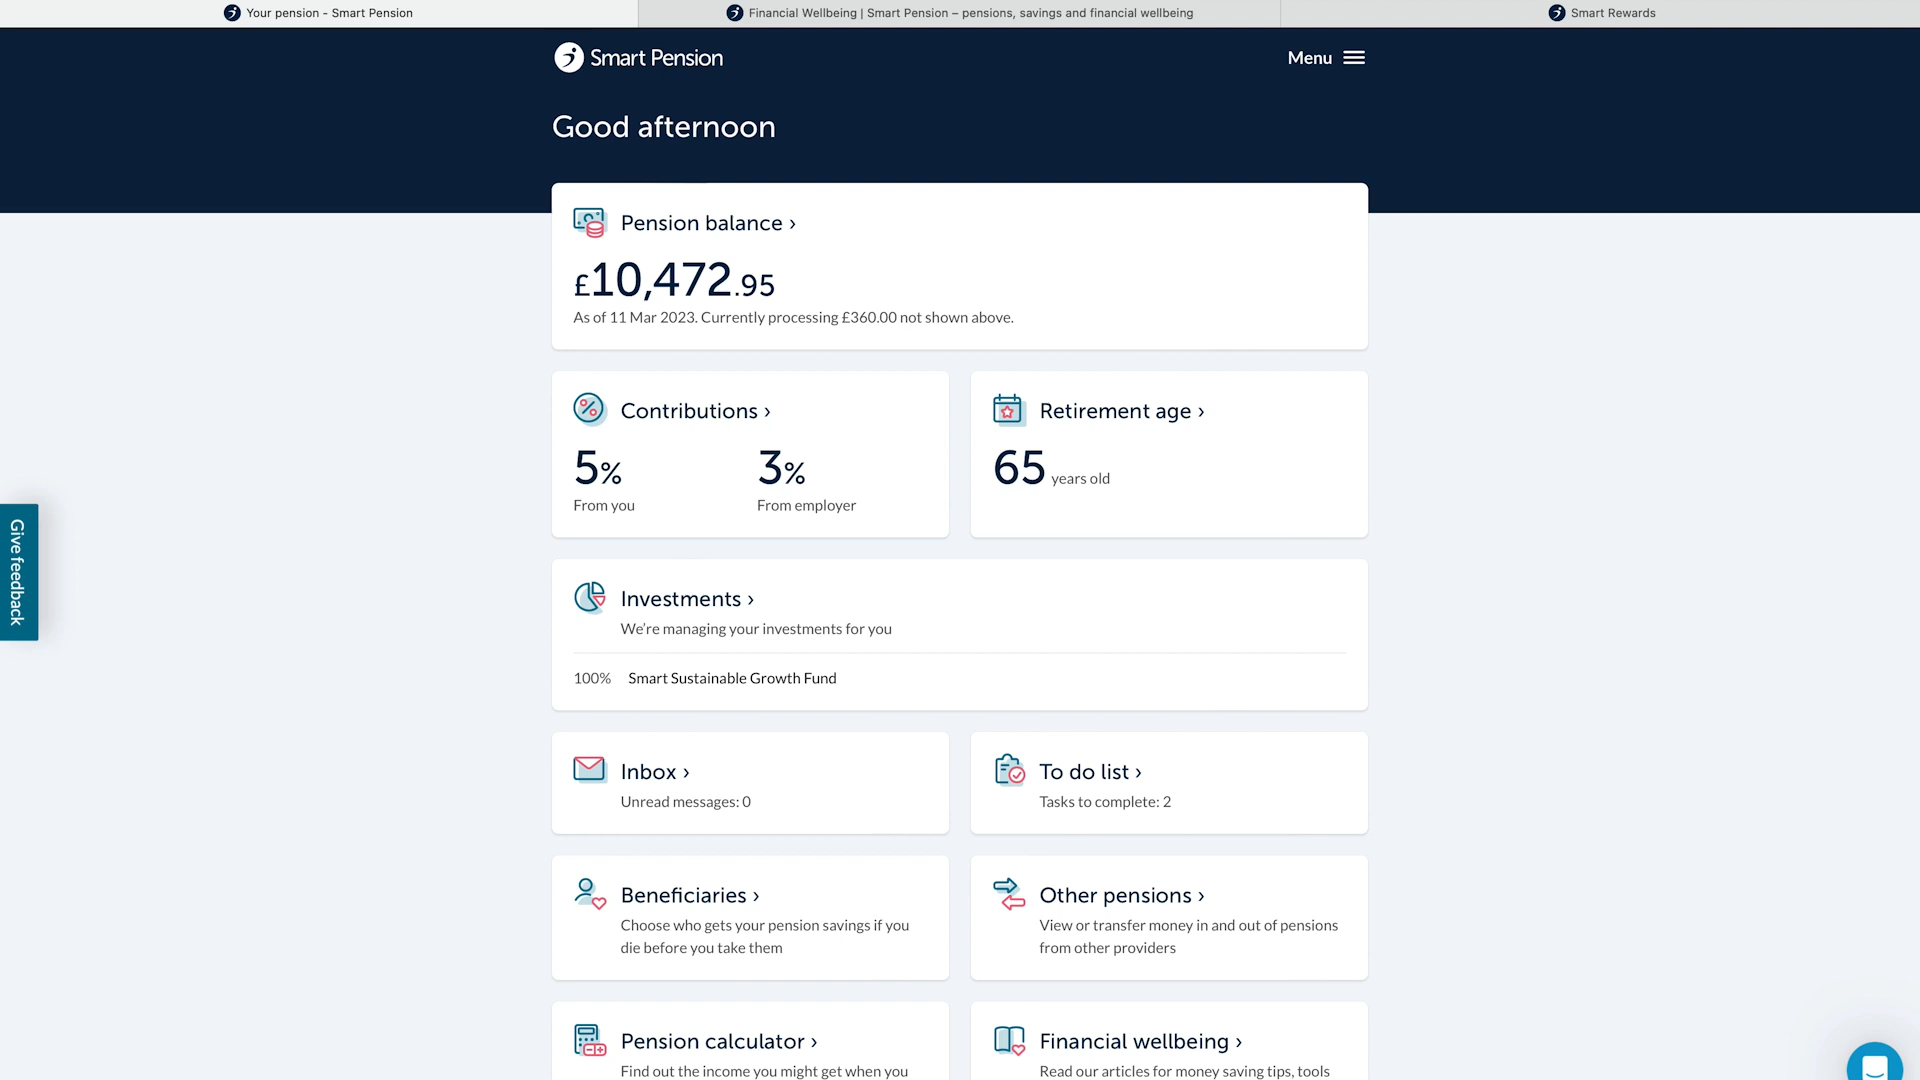 Your pension - Smart Pension
Financial Wellbeing | Smart Pension – pensions, savings and financial wellbeing
Smart Rewards
Smart Pension
Menu
Good afternoon
Pension balance ›
£10,472.95
As of 11 Mar 2023. Currently processing £360.00 not shown above.
Contributions ›
5%
3%
From you
From employer
Retirement age ›
65 years old
Give feedback
Investments ›
We're managing your investments for you
100% Smart Sustainable Growth Fund
Inbox ›
Unread messages: 0
To do list ›
Tasks to complete: 2
Beneficiaries ›
Choose who gets your pension savings if you
die before you take them
Other pensions ›
View or transfer money in and out of pensions
from other providers
Pension calculator ›
Find out the income you might get when you
Financial wellbeing ›
Read our articles for money saving tips, tools